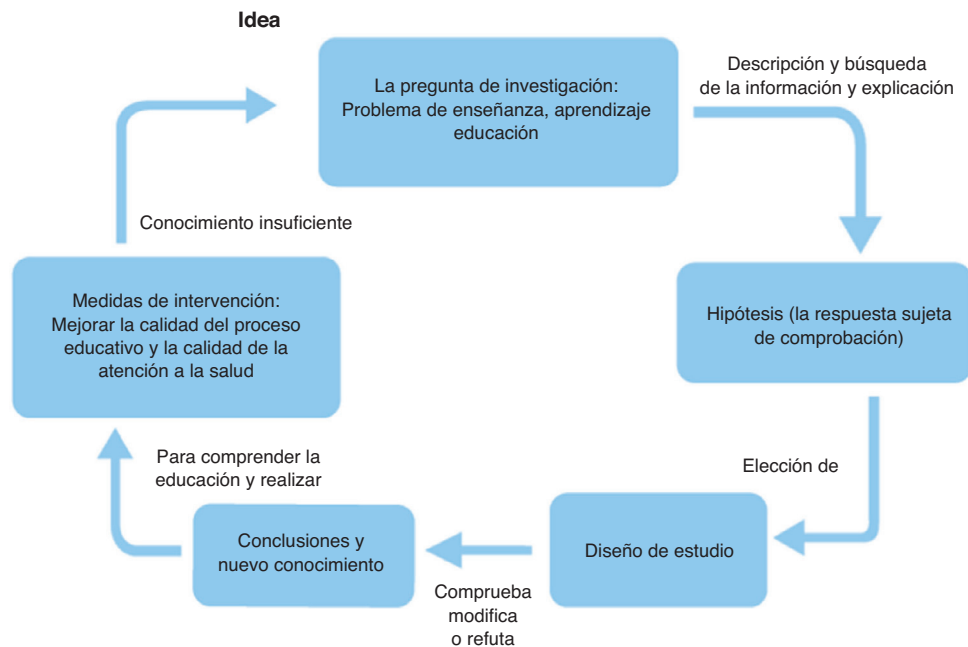 Idea
La pregunta de investigación:
Problema de enseñanza, aprendizaje
educación
Descripción y búsqueda
de la información y explicación
Hipótesis (la respuesta sujeta
de comprobación)
Elección de
Diseño de estudio
Comprueba
modifica
o refuta
Conclusiones y
nuevo conocimiento
Para comprender la
educación y realizar
Medidas de intervención:
Mejorar la calidad del proceso
educativo y la calidad de la
atención a la salud
Conocimiento insuficiente